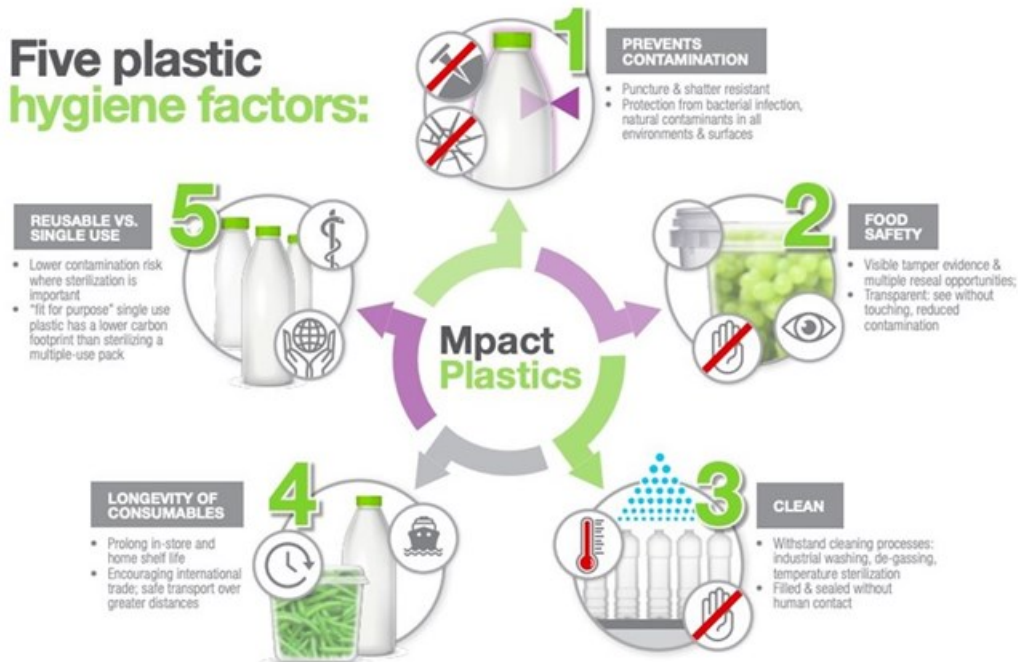 Five plastic
hygiene factors:
1
PREVENTS
CONTAMINATION
• Puncture & shatter resistant
• Protection from bacterial infection,
natural contaminants in all
environments & surfaces
2
FOOD
SAFETY
• Visible tamper evidence &
multiple reseal opportunities;
• Transparent: see without
touching, reduced
contamination
3
CLEAN
• Withstand cleaning processes:
industrial washing, de-gassing,
temperature sterilization
• Filled & sealed without
human contact
4
LONGEVITY OF
CONSUMABLES
• Prolong in-store and
home shelf life
• Encouraging international
trade; safe transport over
greater distances
5
REUSABLE VS.
SINGLE USE
• Lower contamination risk
where sterilization is
important
• "fit for purpose" single use
plastic has a lower carbon
footprint than sterilizing a
multiple-use pack
Mpact
Plastics